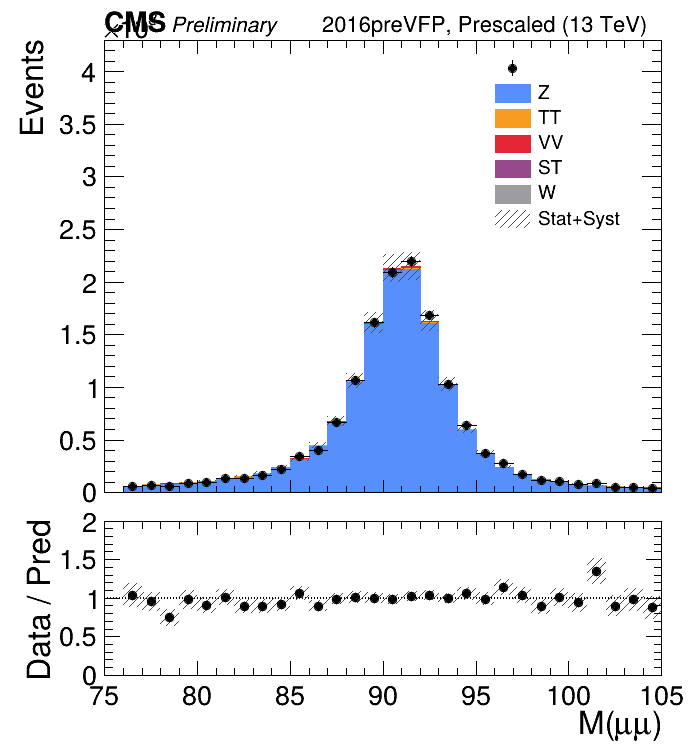 CMS Preliminary 2016preVFP, Prescaled (13 TeV)
Events
4
3.5
3
2.5
2
1.5
1
0.5
0
Z
TT
VV
ST
W
Stat+Syst
Data / Pred
2
1.5
1
0.5
0
75 80 85 90 95 100 105
M(μμ)